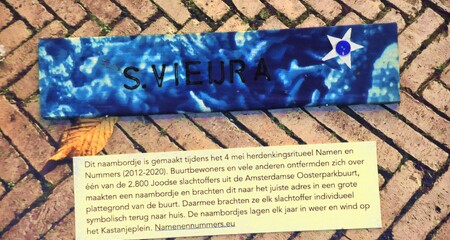 S. VIEIJRA
Dit naambordje is gemaakt tijdens het 4 mei herdenkingsritueel Namen en
Nummers (2012-2020). Buurtbewoners en vele anderen ontfermden zich over
één van de 2.800 Joodse slachtoffers uit de Amsterdamse Oosterparkbuurt,
maakten een naambordje en brachten dit naar het juiste adres in een grote
plattegrond van de buurt. Daarmee brachten ze elk slachtoffer individueel
symbolisch terug naar huis. De naambordjes lagen elk jaar in weer en wind op
het Kastanjeplein. Namenennummers.eu